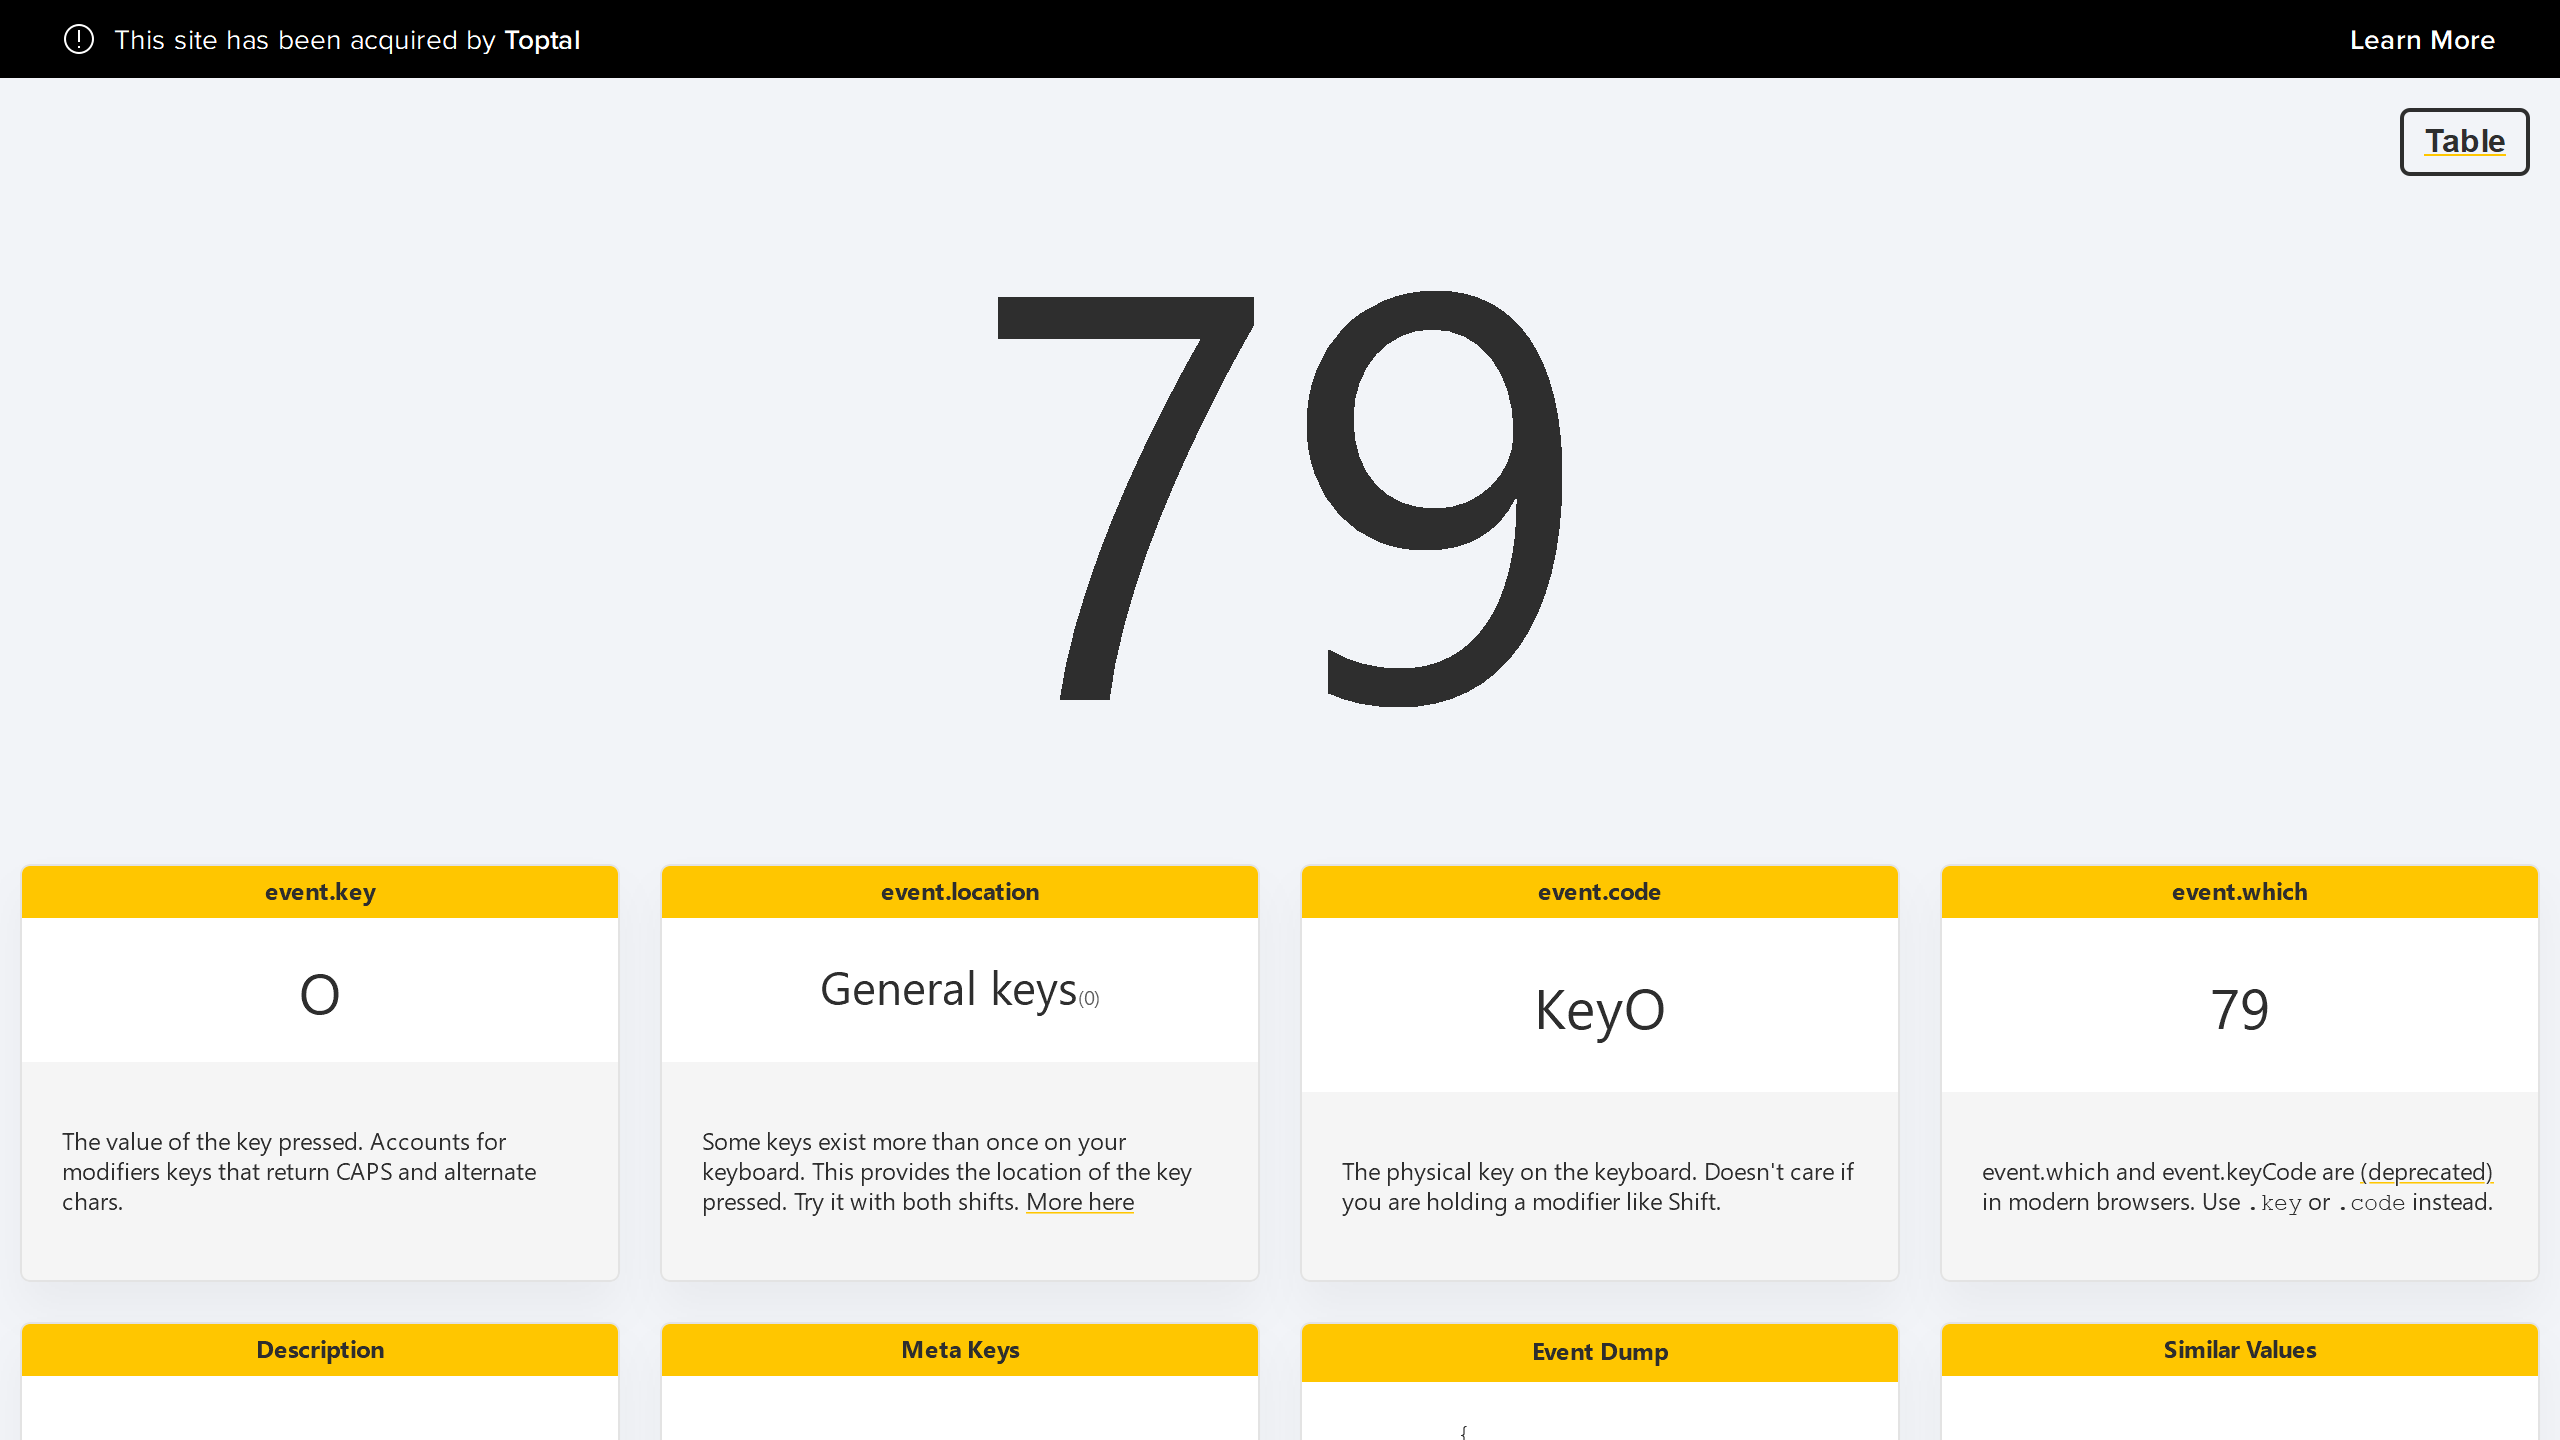 This site has been acquired by Toptal
Learn More
Table
79
event.key
O
The value of the key pressed. Accounts for
modifiers keys that return CAPS and alternate
chars.
event.location
General keys(0)
Some keys exist more than once on your
keyboard. This provides the location of the key
pressed. Try it with both shifts. More here
event.code
KeyO
The physical key on the keyboard. Doesn't care if
you are holding a modifier like Shift.
event.which
79
event.which and event.keyCode are (deprecated)
in modern browsers. Use .key or .code instead.
Description
Meta Keys
Event Dump
{
Similar Values